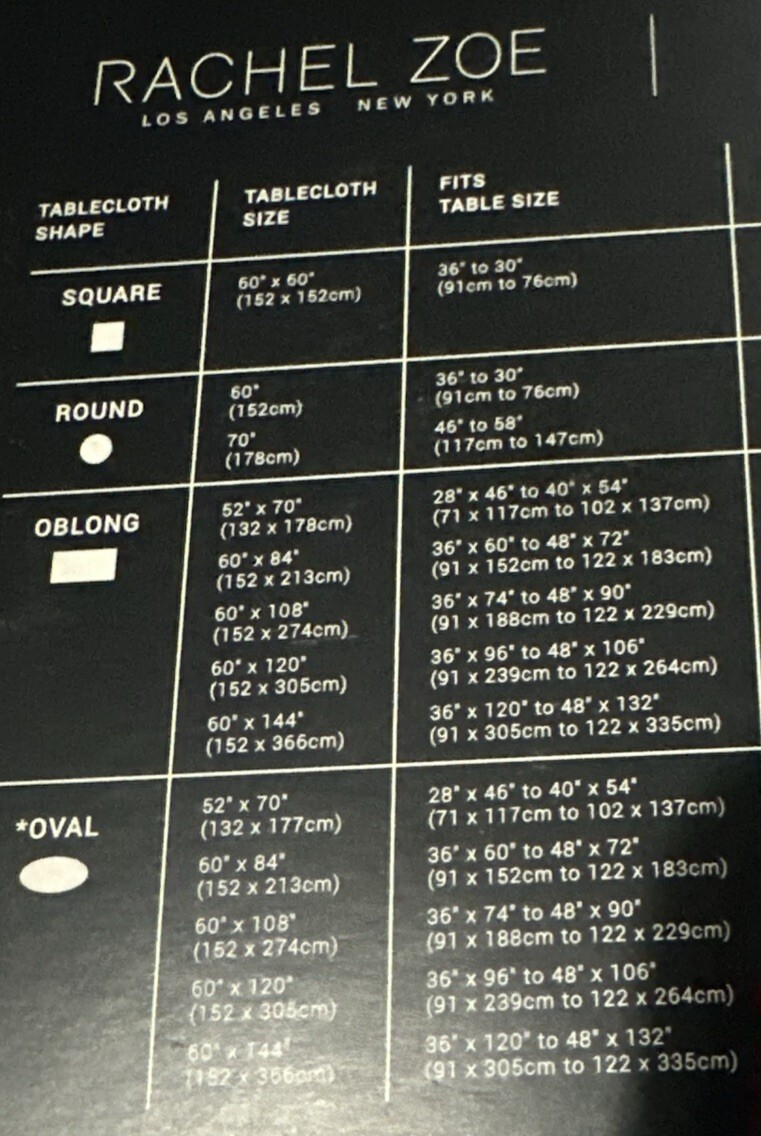 RACHEL ZOE
LOS ANGELES NEW YORK
TABLECLOTH SHAPE
TABLECLOTH SIZE
FITS TABLE SIZE
SQUARE
60" x 60"
(152 x 152cm)
36" to 30"
(91cm to 76cm)
ROUND
60"
(152cm)
36" to 30"
(91cm to 76cm)
70"
(178cm)
46" to 58"
(117cm to 147cm)
OBLONG
52" x 70"
(132 x 178cm)
28" x 46" to 40" x 54"
(71 x 117cm to 102 x 137cm)
60" x 84"
(152 x 213cm)
36" x 60" to 48" x 72"
(91 x 152cm to 122 x 183cm)
60" x 108"
(152 x 274cm)
36" x 74" to 48" x 90"
(91 x 188cm to 122 x 229cm)
60" x 120"
(152 x 305cm)
36" x 96" to 48" x 106"
(91 x 239cm to 122 x 264cm)
60" x 144"
(152 x 366cm)
36" x 120" to 48" x 132"
(91 x 305cm to 122 x 335cm)
*OVAL
52" x 70"
(132 x 177cm)
28" x 46" to 40" x 54"
(71 x 117cm to 102 x 137cm)
60" x 84"
(152 x 213cm)
36" x 60" to 48" x 72"
(91 x 152cm to 122 x 183cm)
60" x 108"
(152 x 274cm)
36" x 74" to 48" x 90"
(91 x 188cm to 122 x 229cm)
60" x 120"
(152 x 305cm)
36" x 96" to 48" x 106"
(91 x 239cm to 122 x 264cm)
60" x 144"
(152 x 366cm)
36" x 120" to 48" x 132"
(91 x 305cm to 122 x 335cm)